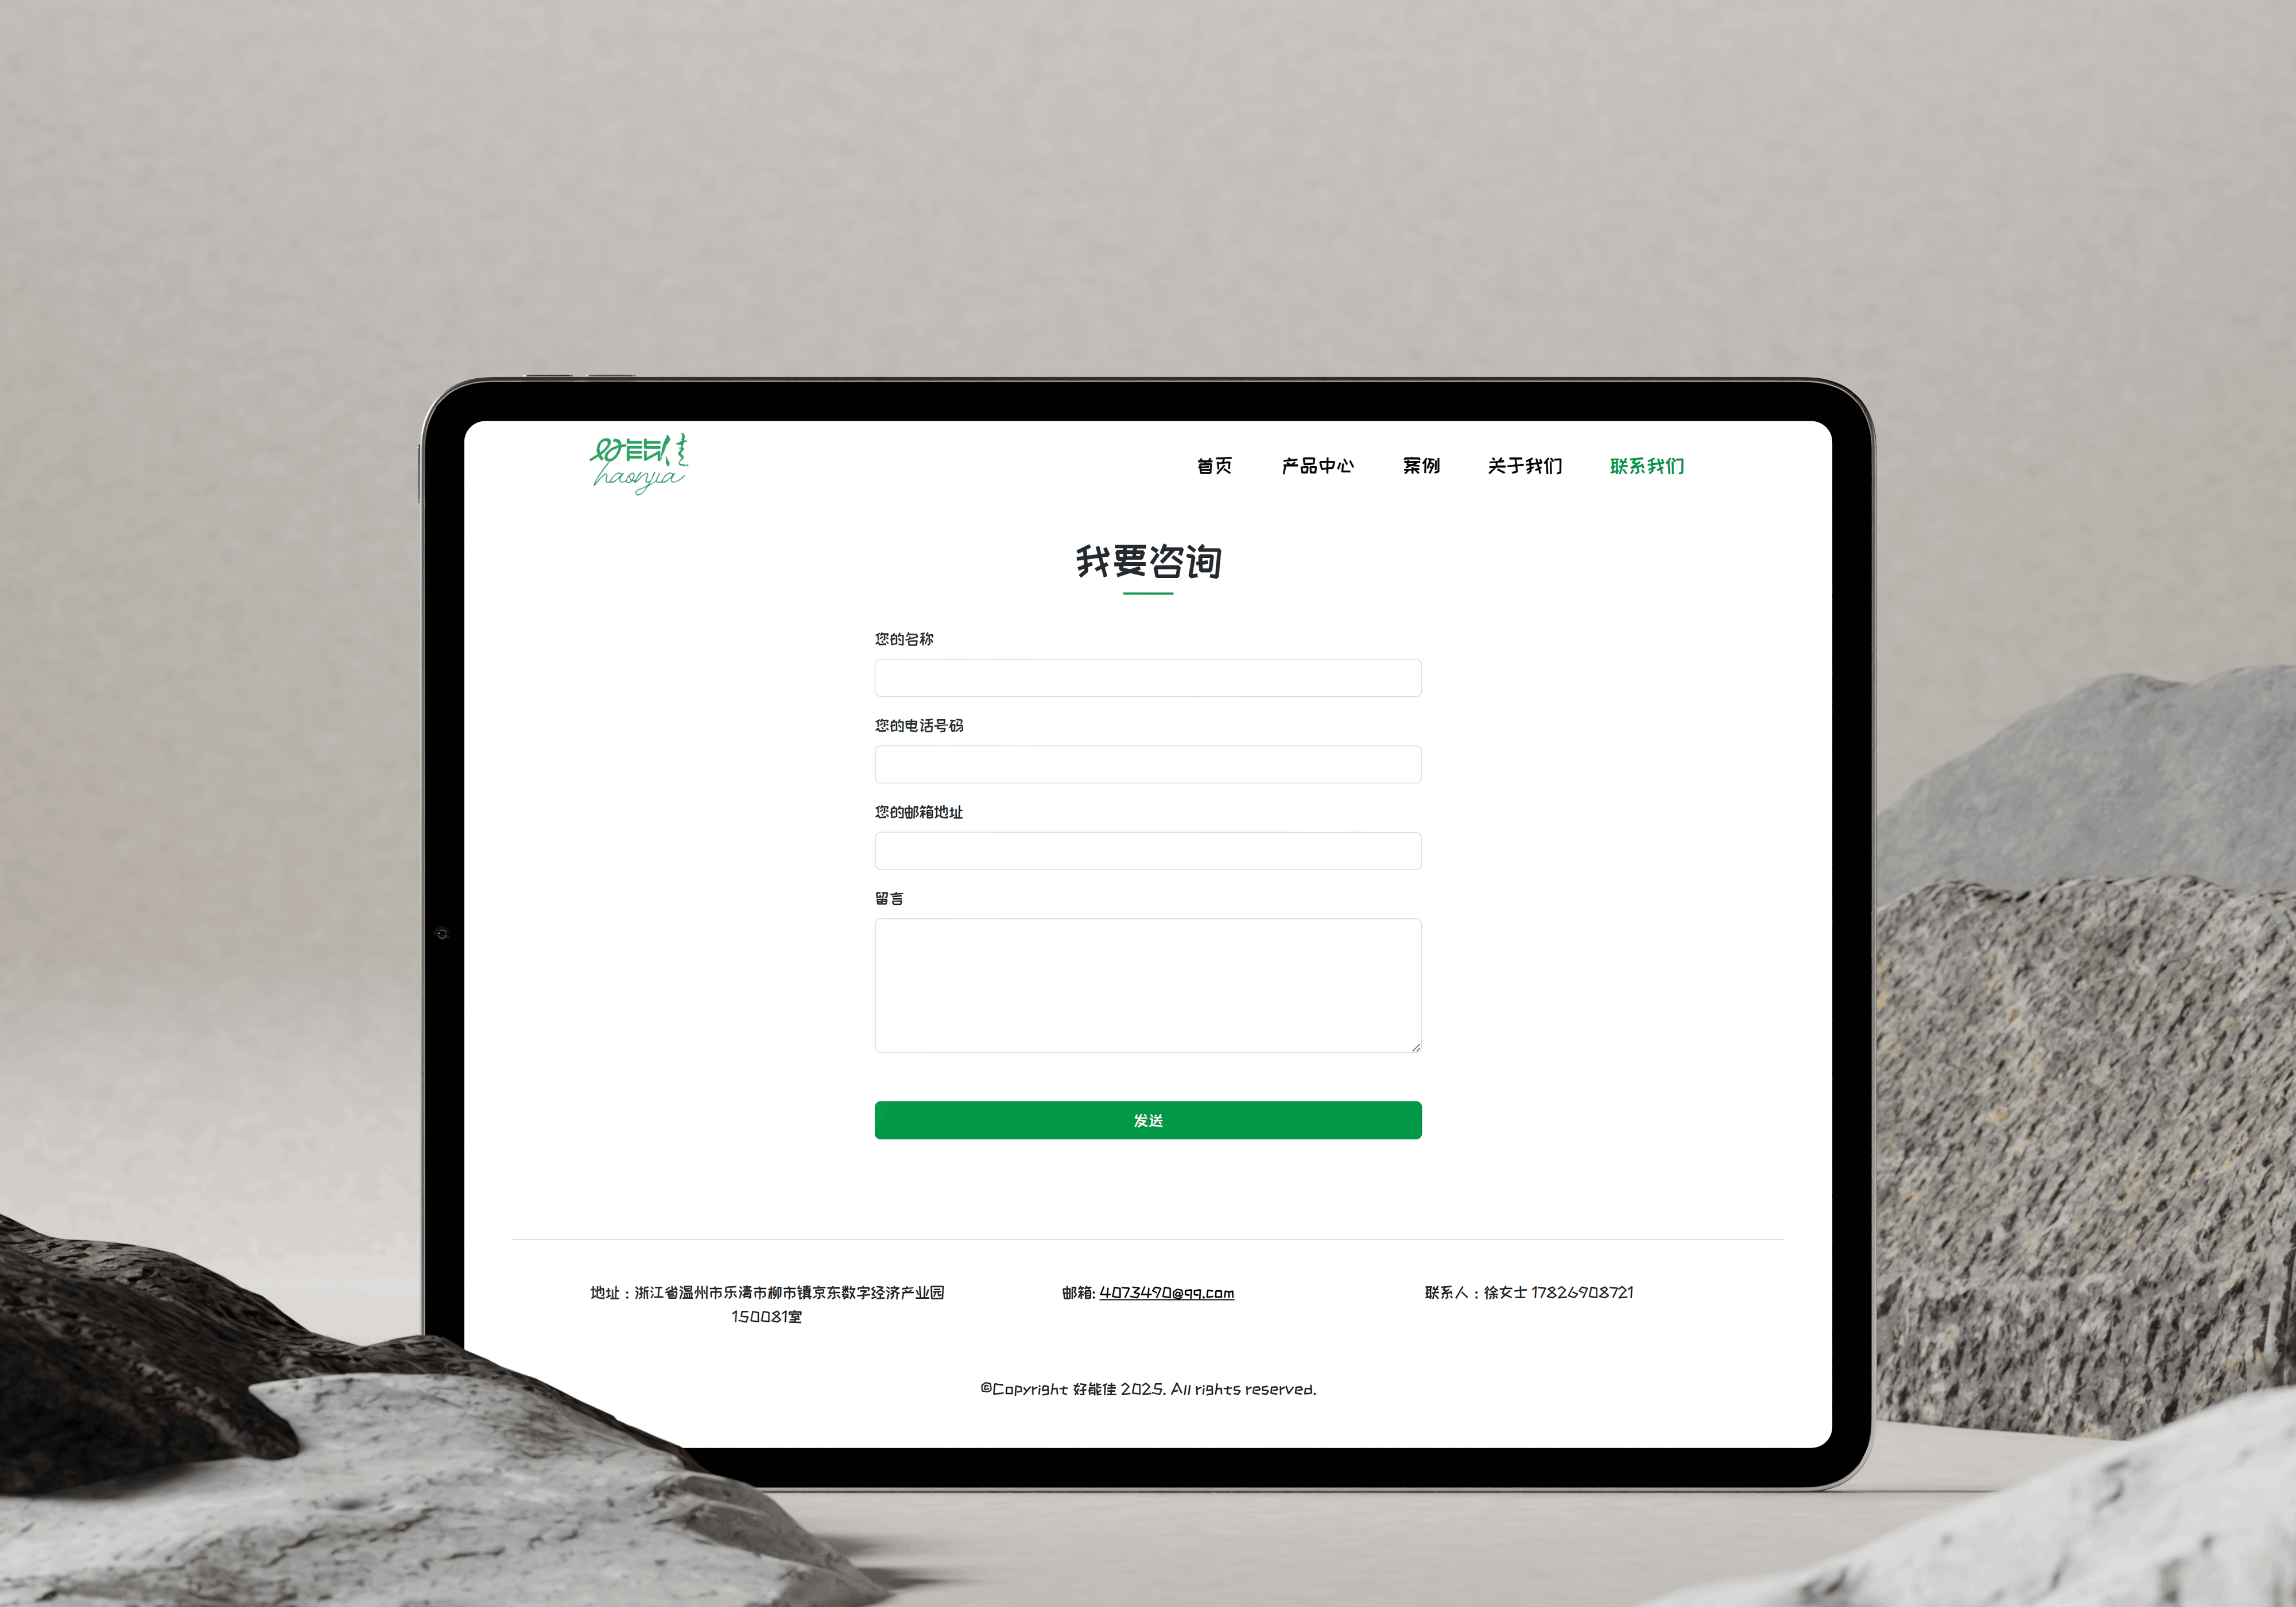 好能佳
haonjia
首页 产品中心 案例 关于我们 联系我们
我要咨询
您的名称
您的电话号码
您的邮箱地址
留言
发送
地址：浙江省温州市乐清市柳市镇京东数字经济产业园
150081室
邮箱: 4073490@qq.com
联系人：徐女士 17826908721
©Copyright 好能佳 2025. All rights reserved.